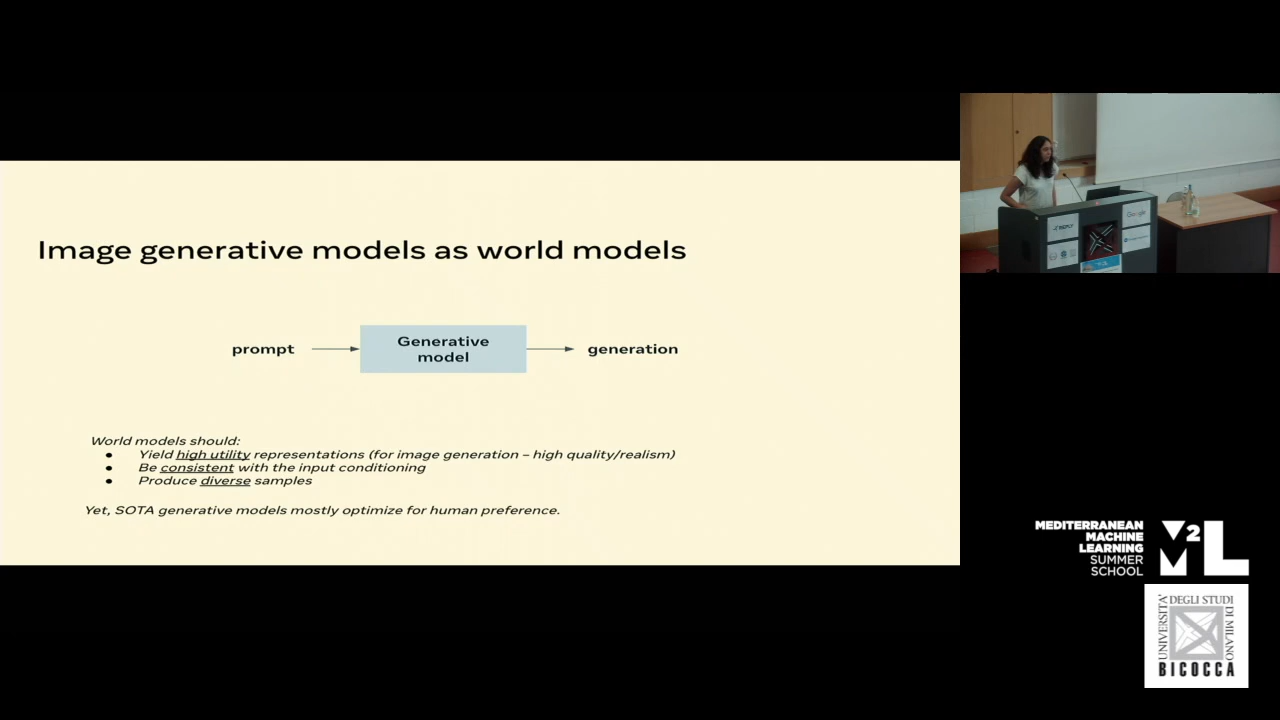 Image generative models as world models
prompt
Generative
model
generation
World models should:
● Yield high utility representations (for image generation – high quality/realism)
● Be consistent with the input conditioning
● Produce diverse samples
Yet, SOTA generative models mostly optimize for human preference.
Google
MEDITERRANEAN
MACHINE
LEARNING
SUMMER
SCHOOL
M2L
UNIVERSITÀ
DEGLI STUDI
DI MILANO
BICOCCA